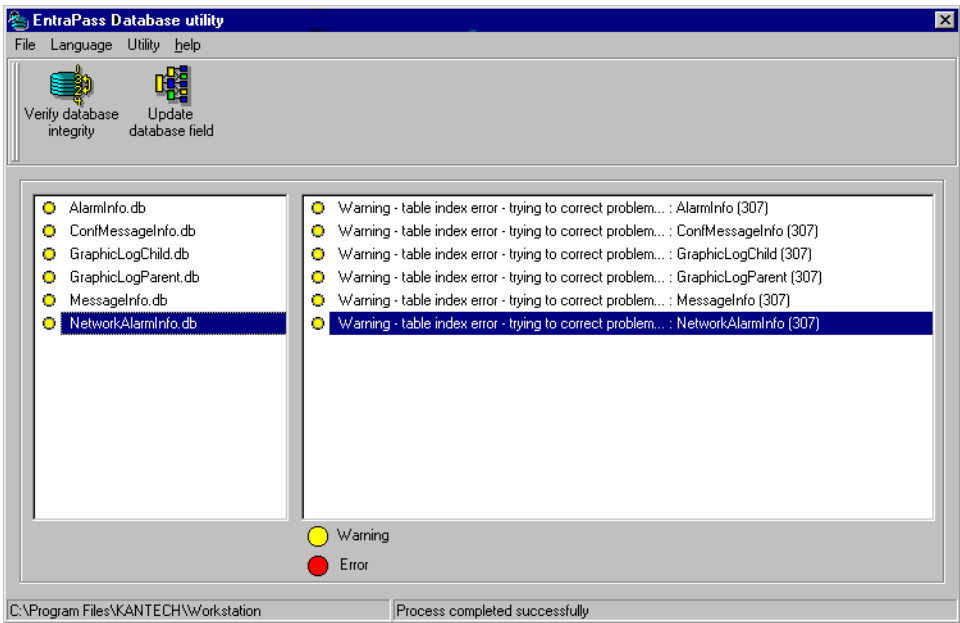 EntraPass Database utility
File Language Utility help
Verify database integrity
Update database field
AlarmInfo.db
ConfMessageInfo.db
GraphicLogChild.db
GraphicLogParent.db
MessageInfo.db
NetworkAlarmInfo.db
Warning - table index error - trying to correct problem... : AlarmInfo (307)
Warning - table index error - trying to correct problem... : ConfMessageInfo (307)
Warning - table index error - trying to correct problem... : GraphicLogChild (307)
Warning - table index error - trying to correct problem... : GraphicLogParent (307)
Warning - table index error - trying to correct problem... : MessageInfo (307)
Warning - table index error - trying to correct problem... : NetworkAlarmInfo (307)
Warning
Error
C:\Program Files\KANTECH\Workstation
Process completed successfully